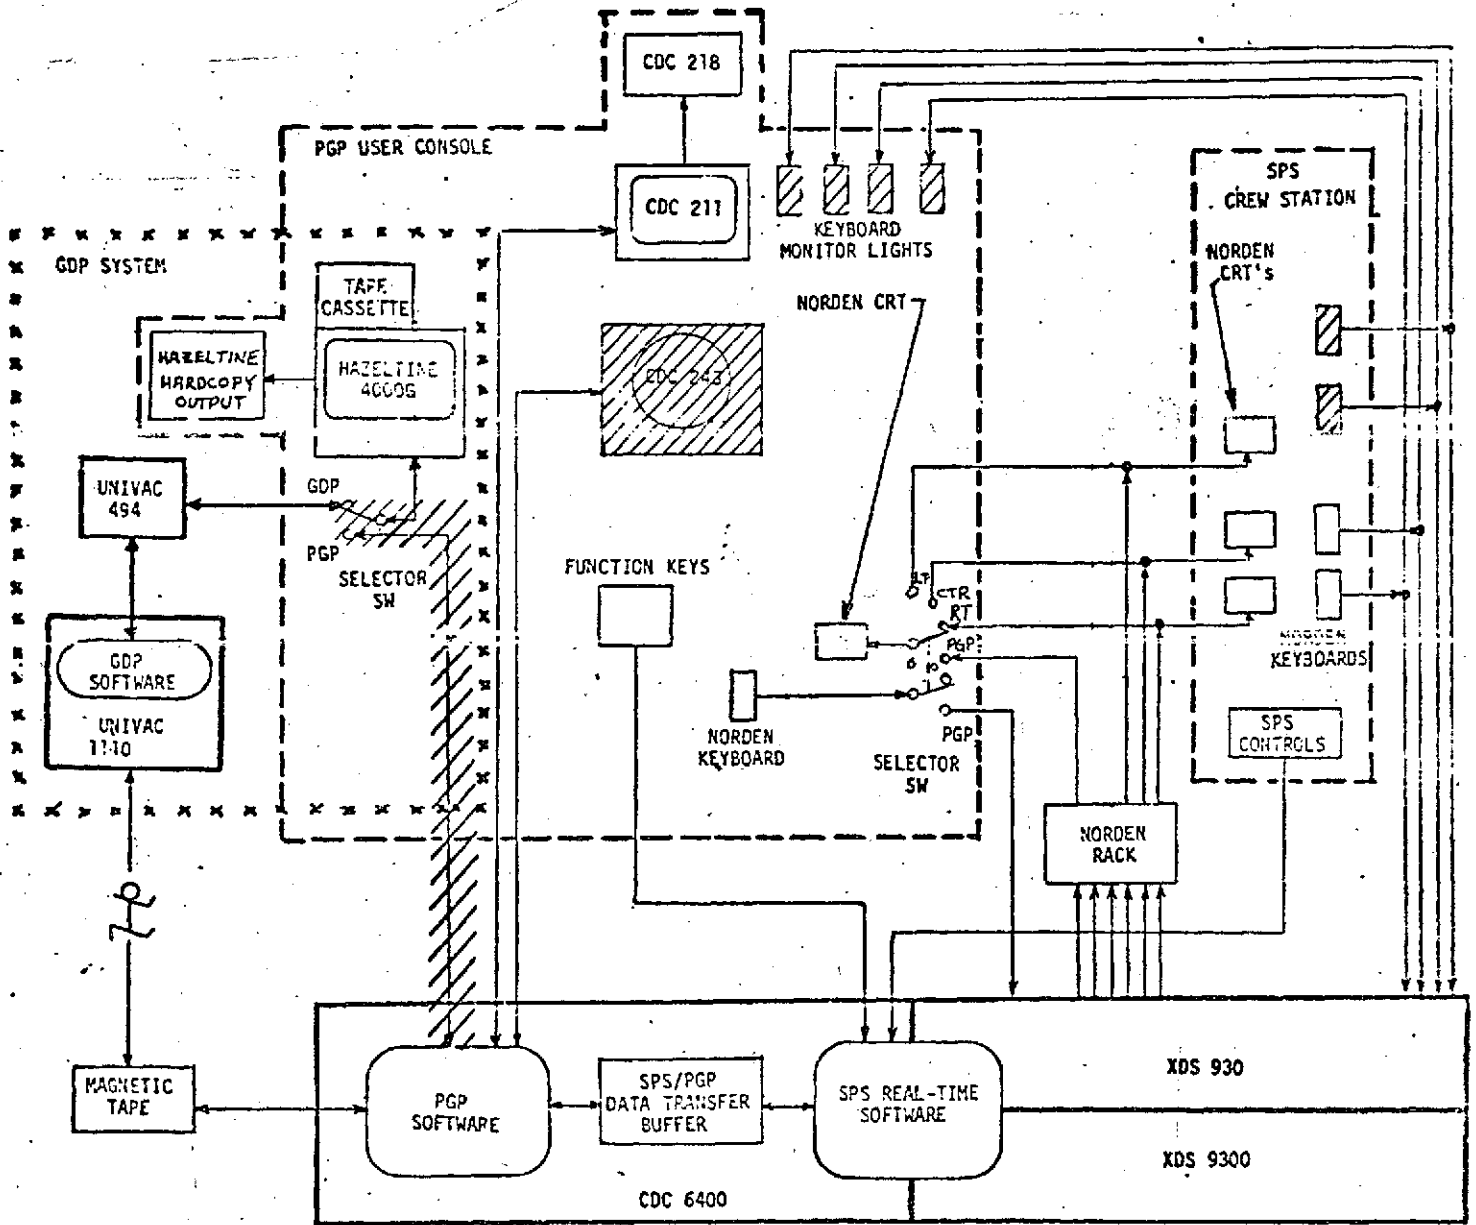 CDC 218
PGP USER CONSOLE
CDC 211
KEYBOARD
MONITOR LIGHTS
SPS
CREW STATION
NORDEN
CRT's
GDP SYSTEM
TAPE
CASSETTE
NORDEN CRT
HAZELTINE
HARDCOPY
OUTPUT
HAZELTINE
4000G
CDC 243
UNIVAC
494
GDP
PGP
SELECTOR
SW
FUNCTION KEYS
LT
CTR
RT
PGP
NORDEN
KEYBOARDS
GDP
SOFTWARE
UNIVAC
1110
NORDEN
KEYBOARD
PGP
SELECTOR
SW
SPS
CONTROLS
NORDEN
RACK
MAGNETIC
TAPE
PGP
SOFTWARE
SPS/PGP
DATA TRANSFER
BUFFER
SPS REAL-TIME
SOFTWARE
XDS 930
XDS 9300
CDC 6400